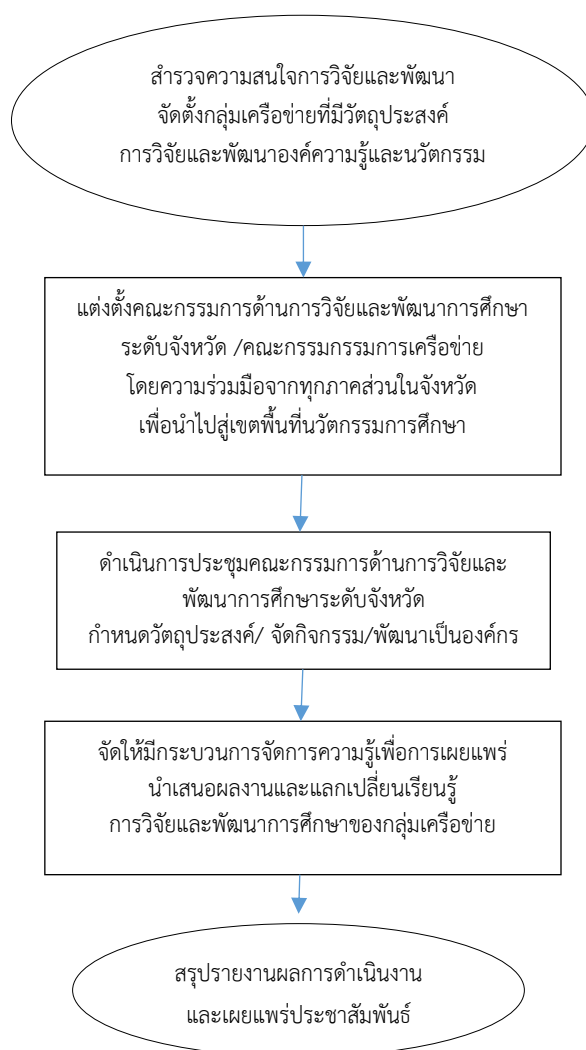 สำรวจความสนใจการวิจัยและพัฒนา
จัดตั้งกลุ่มเครือข่ายที่มีวัตถุประสงค์
การวิจัยและพัฒนาองค์ความรู้และนวัตกรรม
แต่งตั้งคณะกรรมการด้านการวิจัยและพัฒนาการศึกษา
ระดับจังหวัด /คณะกรรมกรรมการเครือข่าย
โดยความร่วมมือจากทุกภาคส่วนในจังหวัด
เพื่อนำไปสู่เขตพื้นที่นวัตกรรมการศึกษา
ดำเนินการประชุมคณะกรรมการด้านการวิจัยและ
พัฒนาการศึกษาระดับจังหวัด
กำหนดวัตถุประสงค์/ จัดกิจกรรม/พัฒนาเป็นองค์กร
จัดให้มีกระบวนการจัดการความรู้เพื่อการเผยแพร่
นำเสนอผลงานและแลกเปลี่ยนเรียนรู้
การวิจัยและพัฒนาการศึกษาของกลุ่มเครือข่าย
สรุปรายงานผลการดำเนินงาน
และเผยแพร่ประชาสัมพันธ์